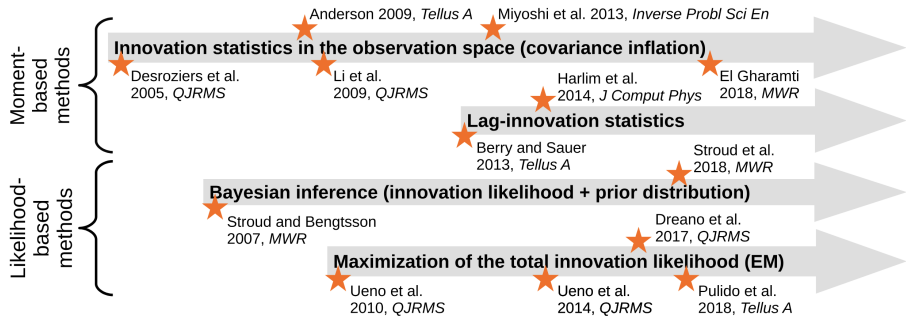 Moment-
based
methods
Anderson 2009, Tellus A
Miyoshi et al. 2013, Inverse Probl Sci En
Innovation statistics in the observation space (covariance inflation)
Desroziers et al.
2005, QJRMS
Li et al.
2009, QJRMS
El Gharamti
2018, MWR
Harlim et al.
2014, J Comput Phys
Lag-innovation statistics
Berry and Sauer
2013, Tellus A
Likelihood-
based
methods
Stroud et al.
2018, MWR
Bayesian inference (innovation likelihood + prior distribution)
Stroud and Bengtsson
2007, MWR
Dreano et al.
2017, QJRMS
Maximization of the total innovation likelihood (EM)
Ueno et al.
2010, QJRMS
Ueno et al.
2014, QJRMS
Pulido et al.
2018, Tellus A